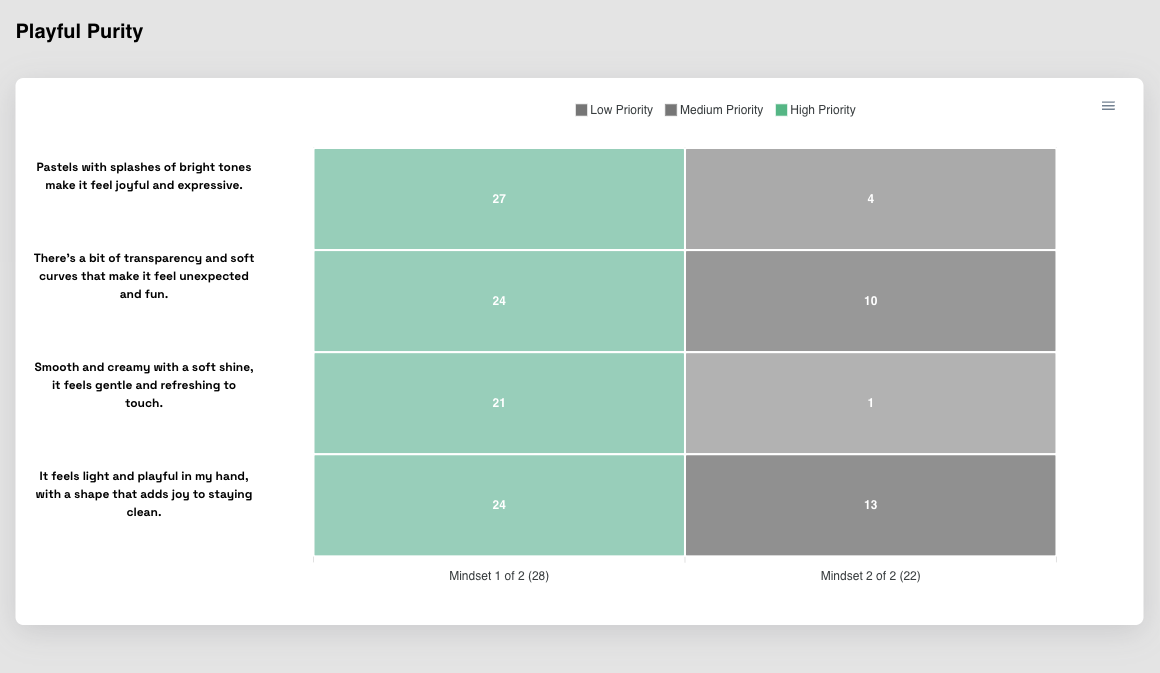 Playful Purity
Low Priority Medium Priority High Priority
Pastels with splashes of bright tones
make it feel joyful and expressive.
27 4
There's a bit of transparency and soft
curves that make it feel unexpected
and fun.
24 10
Smooth and creamy with a soft shine,
it feels gentle and refreshing to
touch.
21 1
It feels light and playful in my hand,
with a shape that adds joy to staying
clean.
24 13
Mindset 1 of 2 (28) Mindset 2 of 2 (22)